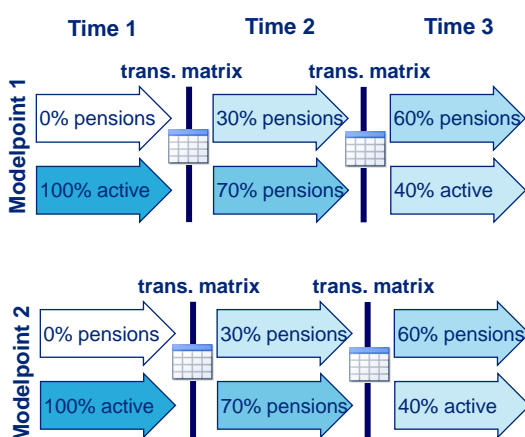 Time 1 Time 2 Time 3
Modelpoint 1
trans. matrix trans. matrix
0% pensions 30% pensions 60% pensions
100% active 70% pensions 40% active
Modelpoint 2
trans. matrix trans. matrix
0% pensions 30% pensions 60% pensions
100% active 70% pensions 40% active